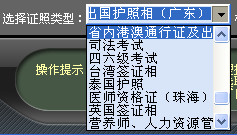 选择证照类型: 出国护照相（广东）
省内港澳通行证及出
司法考试
四六级考试
台湾签证相
泰国护照
医师资格证（珠海）
英国签证相
营养师、人力资源管
操作提示